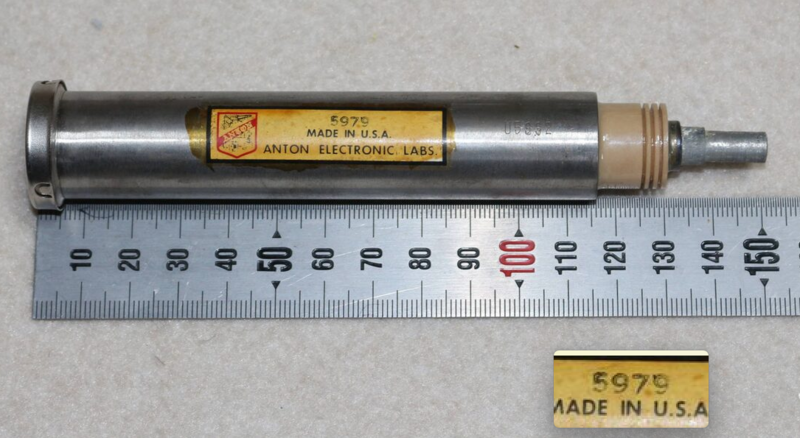 ANTON
5979
MADE IN U.S.A.
ANTON ELECTRONIC LABS.
10 20 30 40 50 60 70 80 90 100 110 120 130 140 150
5979
MADE IN U.S.A